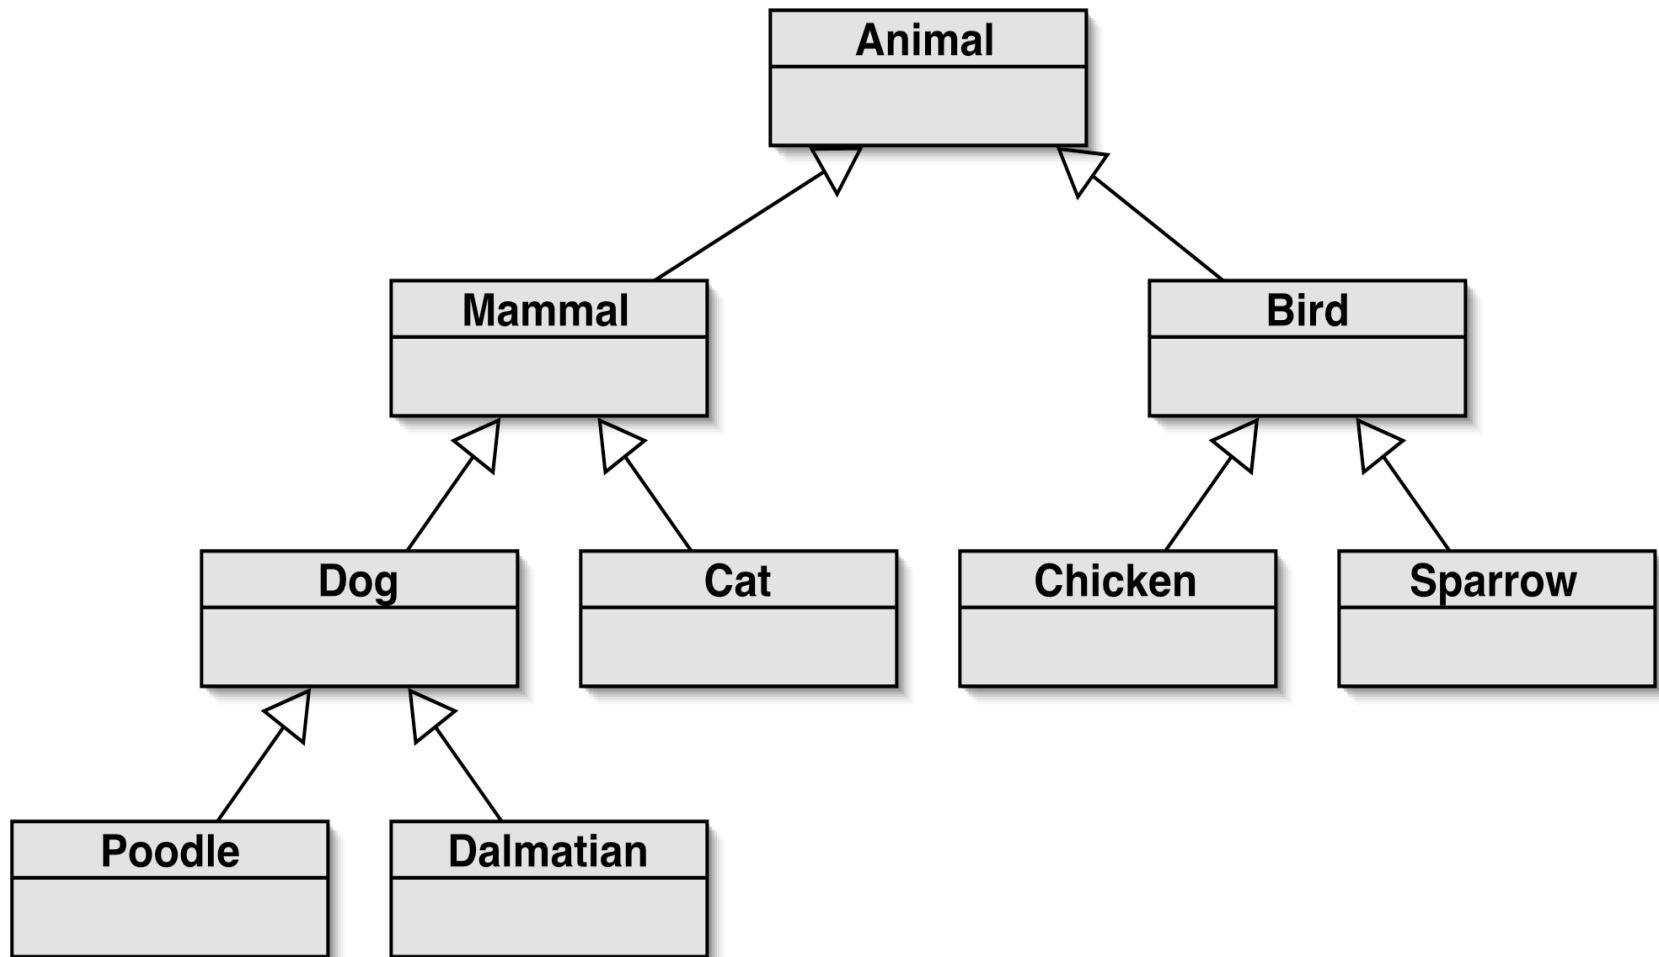 Animal
Mammal
Bird
Dog
Cat
Chicken
Sparrow
Poodle
Dalmatian